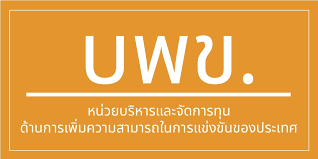 บพข.
หน่วยบริหารและจัดการทุน
ด้านการเพิ่มความสามารถในการแข่งขันของประเทศ